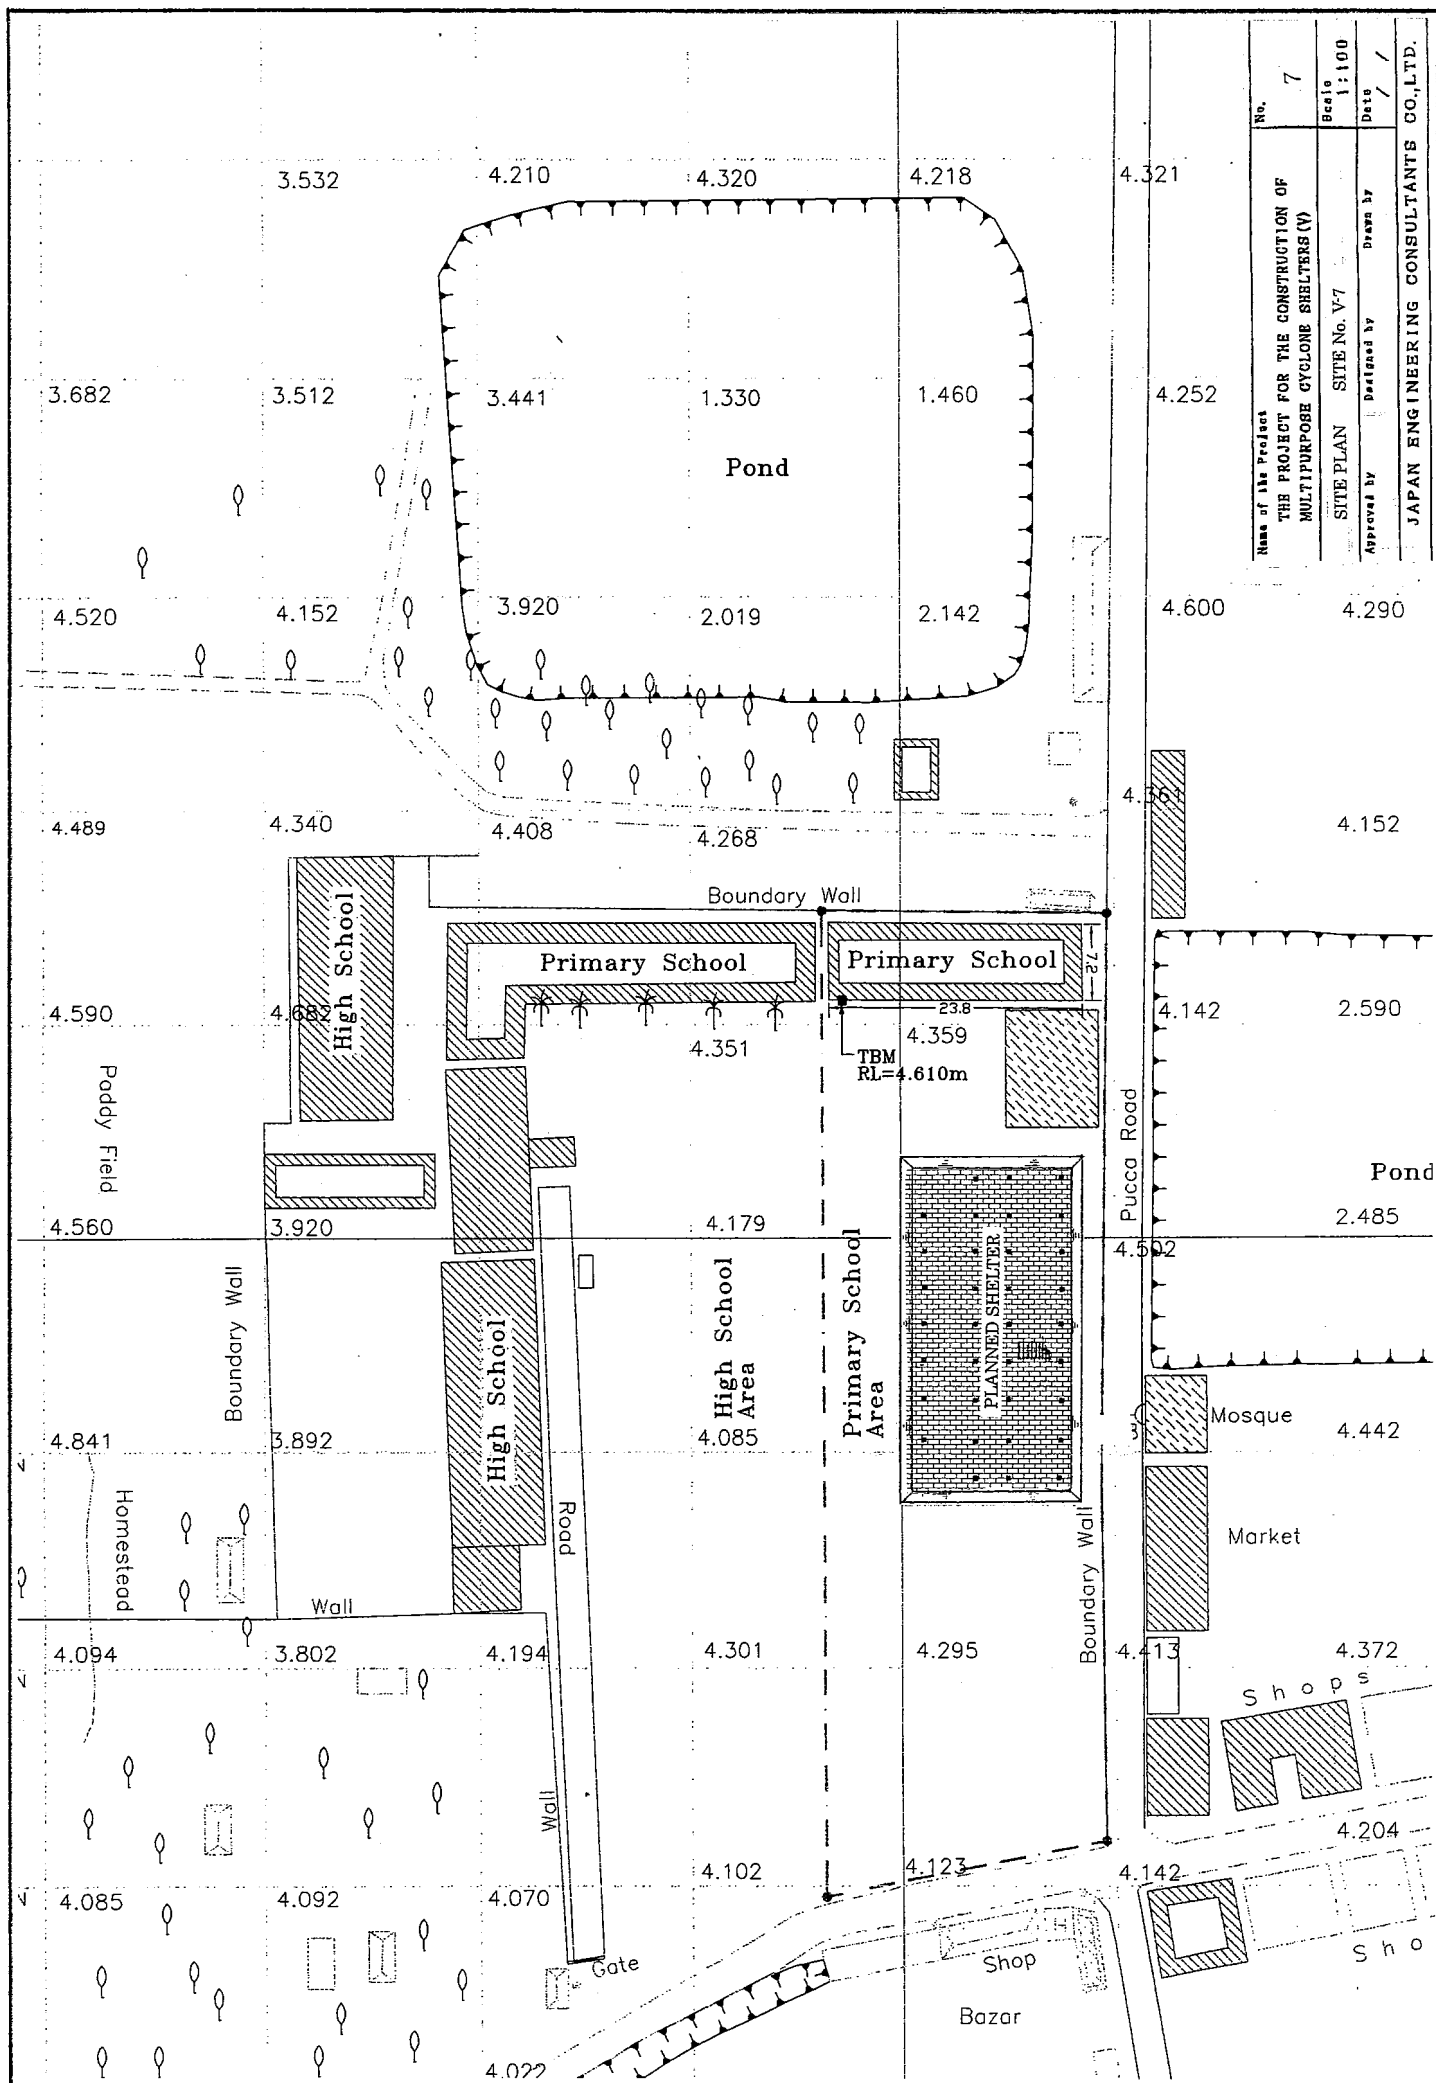 Name of the Project
THE PROJECT FOR THE CONSTRUCTION OF
MULTIPURPOSE CYCLONE SHELTERS (V)
No.
7
SITE PLAN SITE No. V-7
Scale
1:100
Approved by
Designed by
Drawn by
Date
/ /
JAPAN ENGINEERING CONSULTANTS CO.,LTD.
3.532 4.210 4.320 4.218 4.321
3.682 3.512 3.441 1.330 1.460 4.252
Pond
4.520 4.152 3.920 2.019 2.142 4.600 4.290
4.489 4.340 4.408 4.268 4.361 4.152
Boundary Wall
High School
Primary School
Primary School
7.2
23.8
4.590 4.682 4.351 4.359 4.142 2.590
TBM
RL=4.610m
Paddy Field
Pucca Road
Pond
4.560 3.920 4.179 4.502 2.485
Boundary Wall
High School
High School
Area
Primary School
Area
PLANNED SHELTER
Mosque
4.841 3.892 4.085 4.442
Homestead
Road
Boundary Wall
Market
Wall
4.094 3.802 4.194 4.301 4.295 4.413 4.372
Shops
Wall
4.204
4.085 4.092 4.070 4.102 4.123 4.142
Gate
Shop
Sho
Bazar
4.022